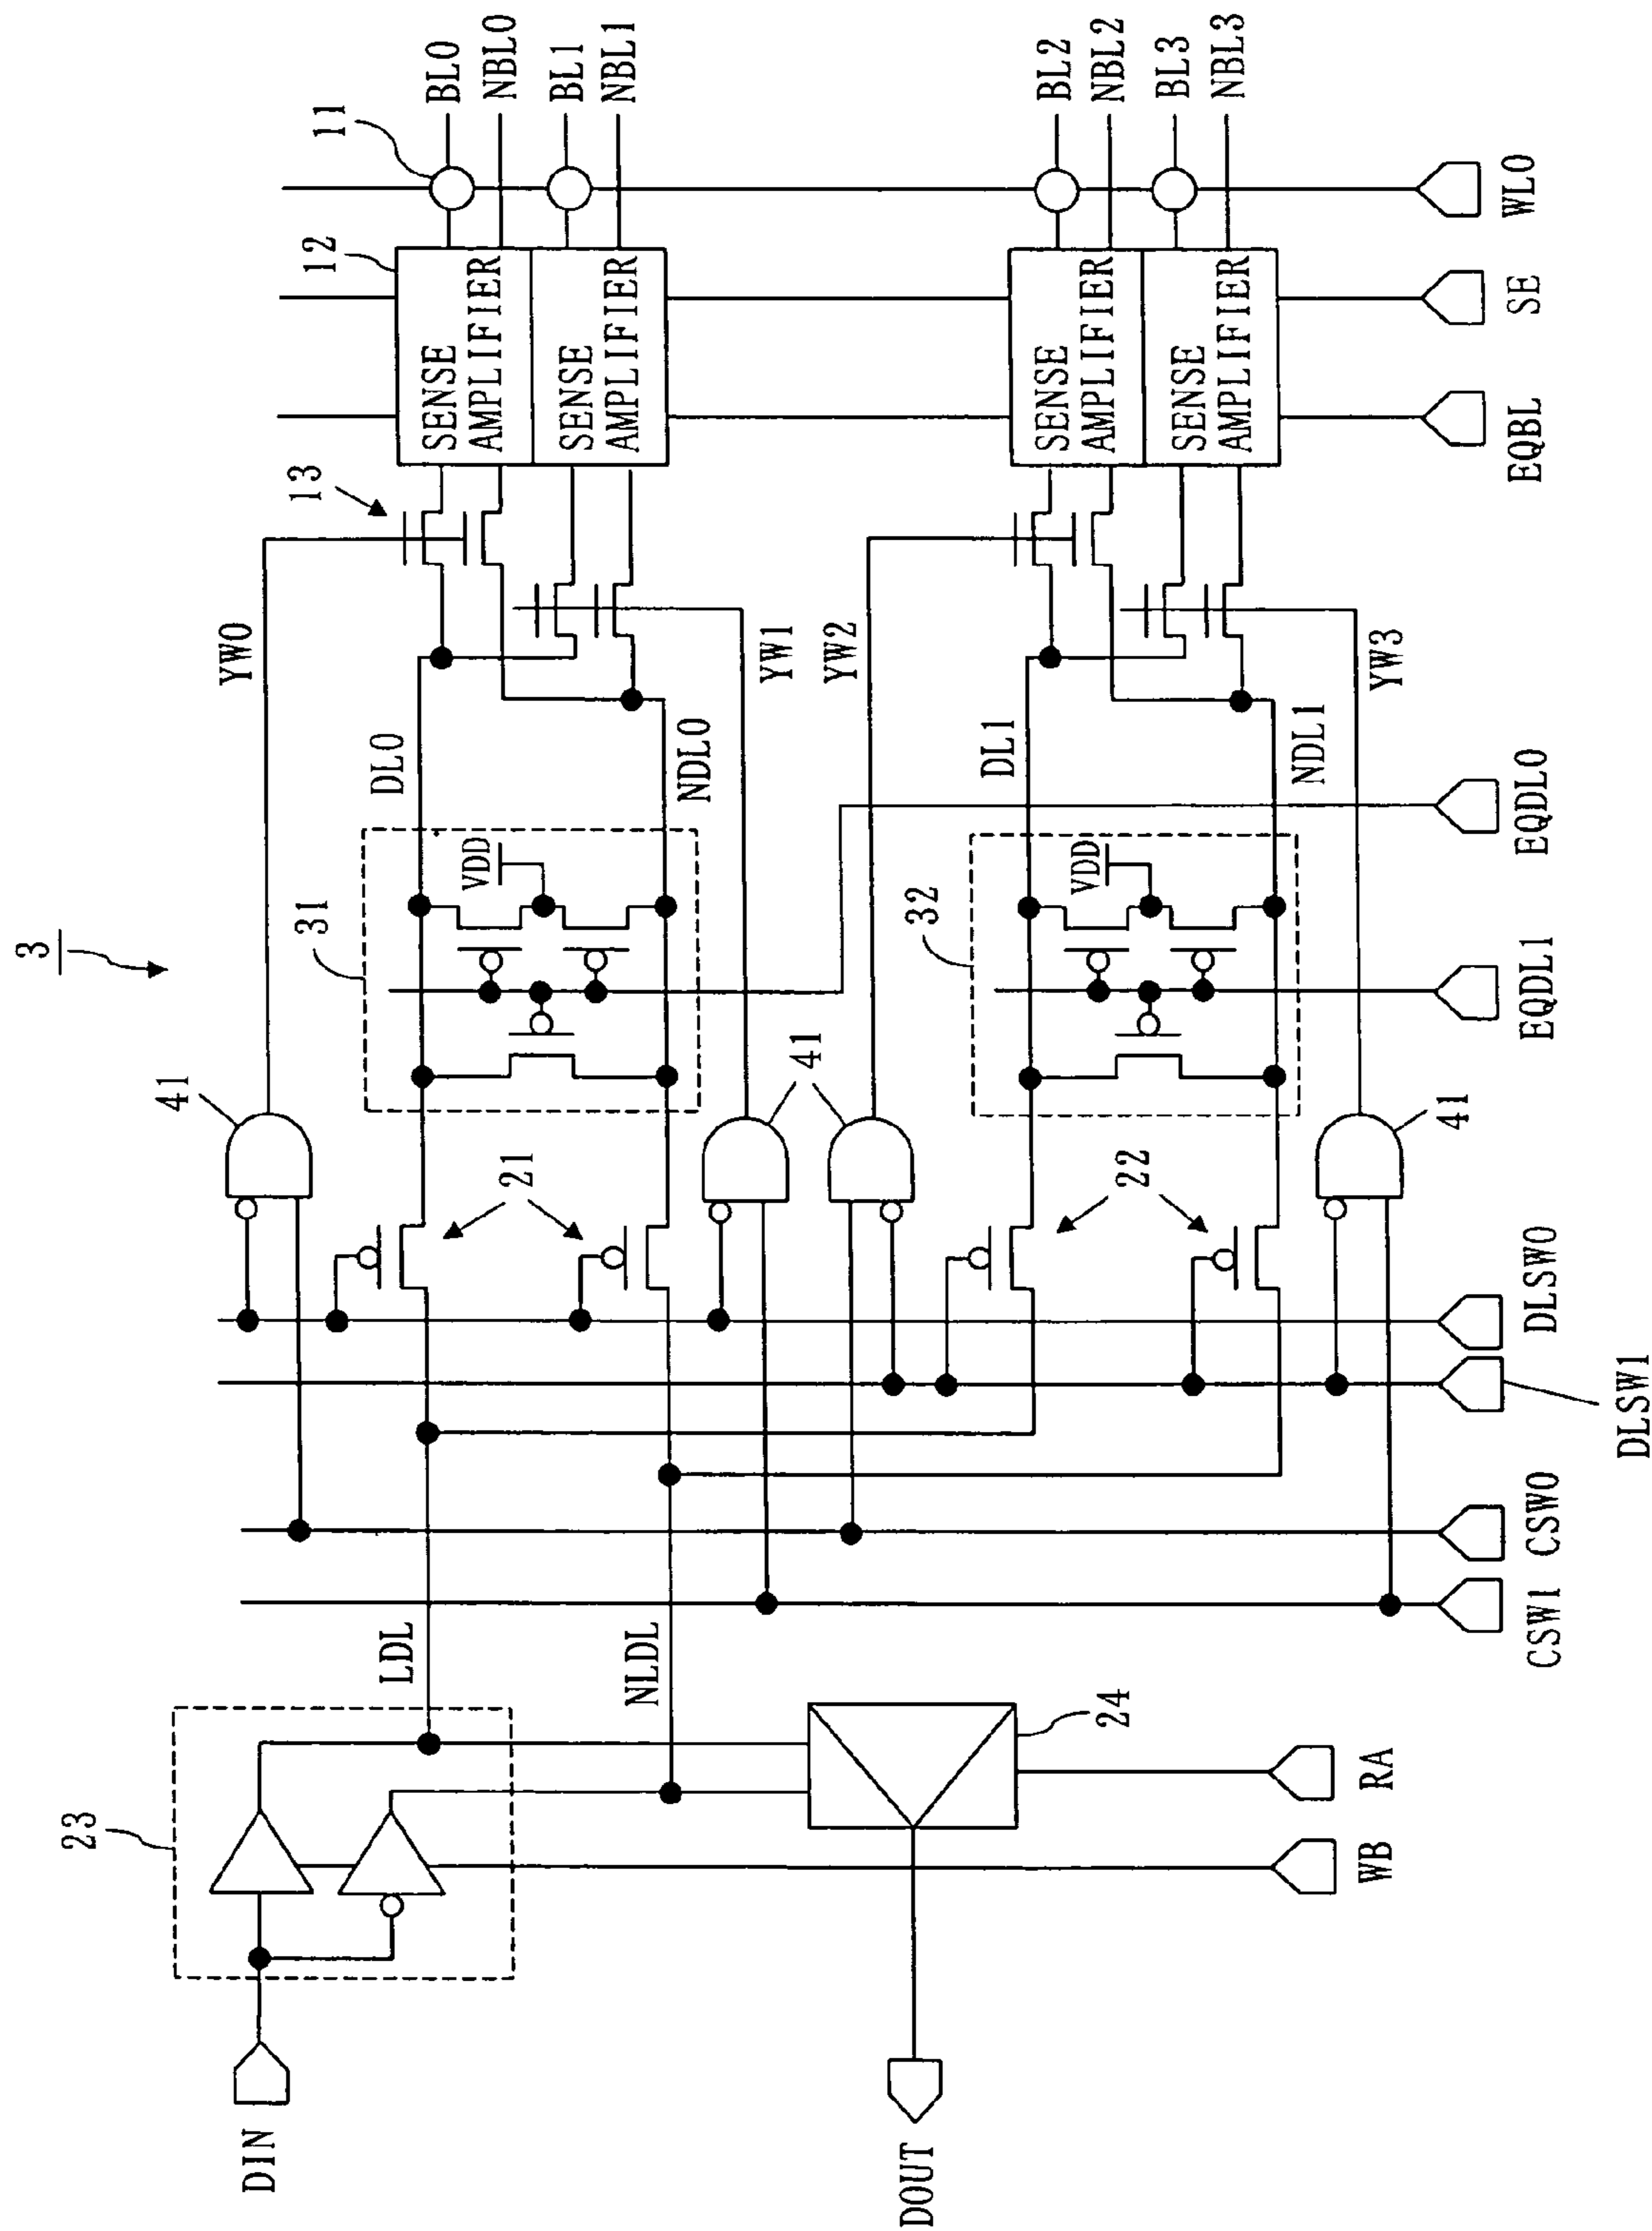 3
11
BL0
NBL0
BL1
NBL1
BL2
NBL2
BL3
NBL3
12
SENSE
AMPLIFIER
SENSE
AMPLIFIER
SENSE
AMPLIFIER
SENSE
AMPLIFIER
WL0
SE
EQBL
13
YW0
YW1
YW2
YW3
DL0
NDL0
DL1
NDL1
31
VDD
32
VDD
EQDL0
EQDL1
41
41
41
21
22
DLSW0
DLSW1
CSW0
CSW1
LDL
NLDL
23
24
RA
WB
DIN
DOUT